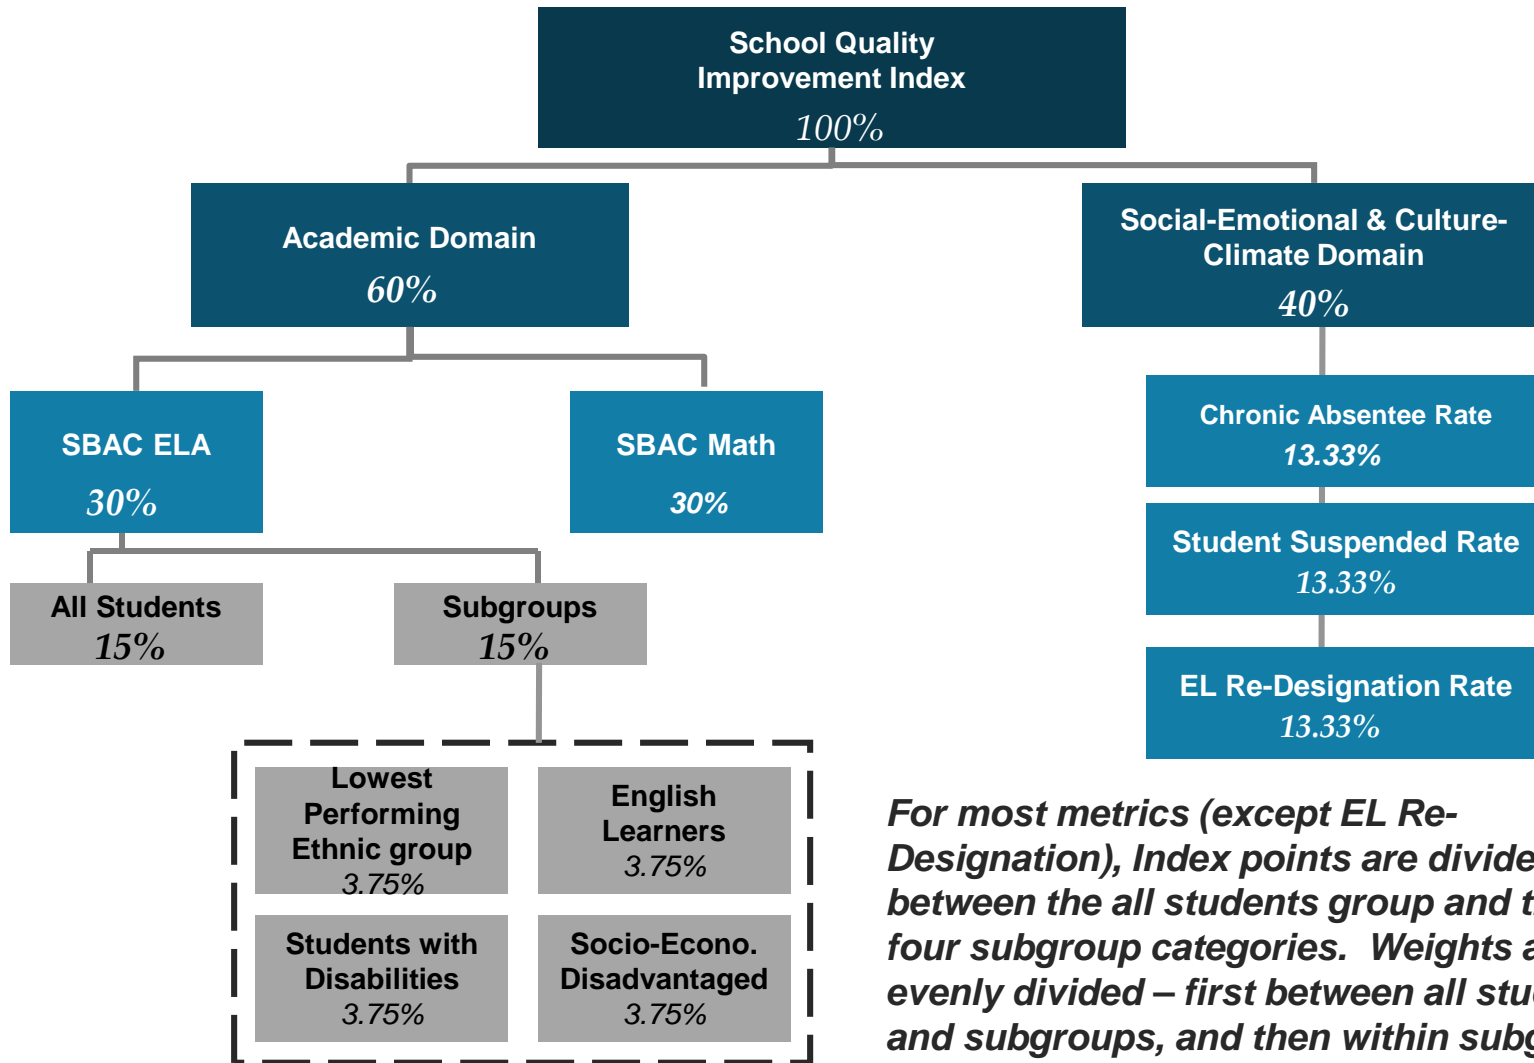 School Quality
Improvement Index
100%
Academic Domain
60%
Social-Emotional & Culture-
Climate Domain
40%
SBAC ELA
30%
SBAC Math
30%
Chronic Absentee Rate
13.33%
Student Suspended Rate
13.33%
EL Re-Designation Rate
13.33%
All Students
15%
Subgroups
15%
Lowest
Performing
Ethnic group
3.75%
English
Learners
3.75%
Students with
Disabilities
3.75%
Socio-Econo.
Disadvantaged
3.75%
For most metrics (except EL Re-
Designation), Index points are divide
between the all students group and
four subgroup categories.  Weights
evenly divided – first between all
and subgroups, and then within